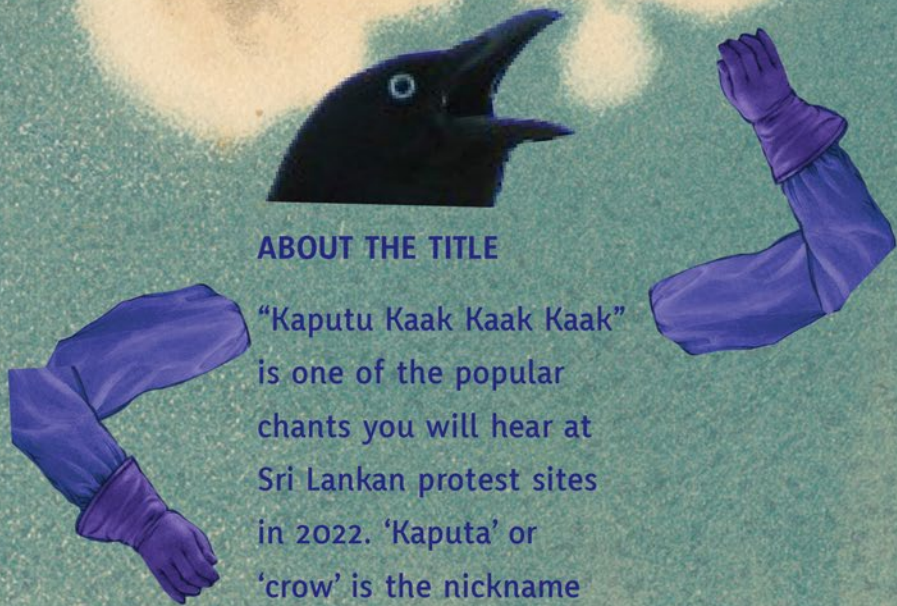 ABOUT THE TITLE
“Kaputu Kaak Kaak Kaak”
is one of the popular
chants you will hear at
Sri Lankan protest sites
in 2022. ‘Kaputa’ or
‘crow’ is the nickname